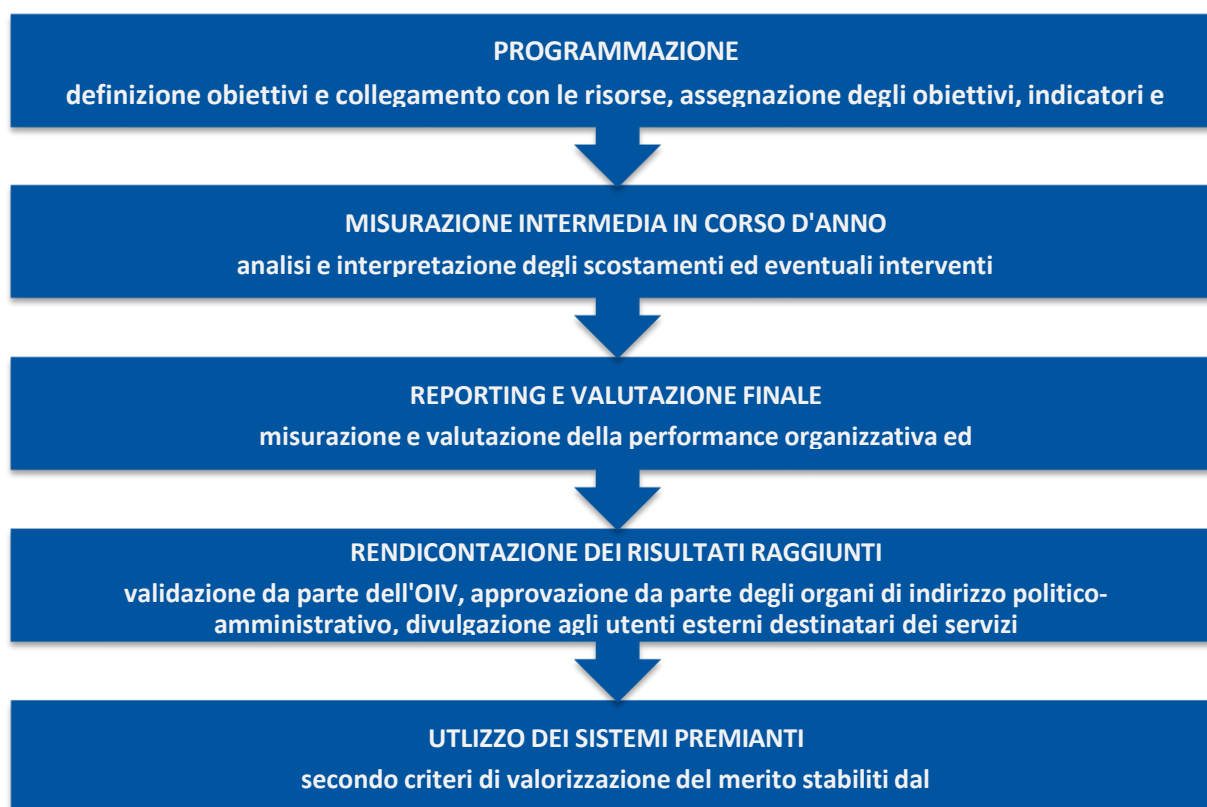 PROGRAMMAZIONE
definizione obiettivi e collegamento con le risorse, assegnazione degli obiettivi, indicatori e
MISURAZIONE INTERMEDIA IN CORSO D'ANNO
analisi e interpretazione degli scostamenti ed eventuali interventi
REPORTING E VALUTAZIONE FINALE
misurazione e valutazione della performance organizzativa ed
RENDICONTAZIONE DEI RISULTATI RAGGIUNTI
validazione da parte dell'OIV, approvazione da parte degli organi di indirizzo politico-
amministrativo, divulgazione agli utenti esterni destinatari dei servizi
UTLIZZO DEI SISTEMI PREMIANTI
secondo criteri di valorizzazione del merito stabiliti dal